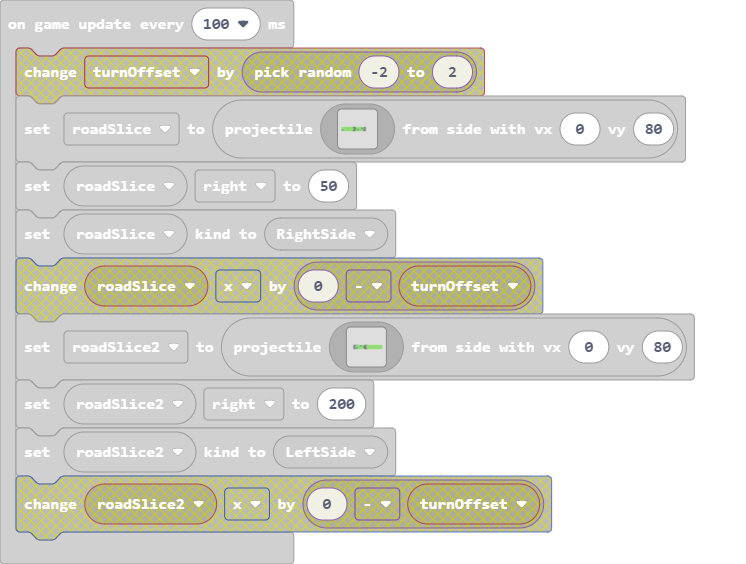 on game update every 100 ms
change turnOffset by pick random -2 to 2
set roadSlice to projectile from side with vx 0 vy 80
set roadSlice right to 50
set roadSlice kind to RightSide
change roadSlice x by 0 - turnOffset
set roadSlice2 to projectile from side with vx 0 vy 80
set roadSlice2 right to 200
set roadSlice2 kind to LeftSide
change roadSlice2 x by 0 - turnOffset